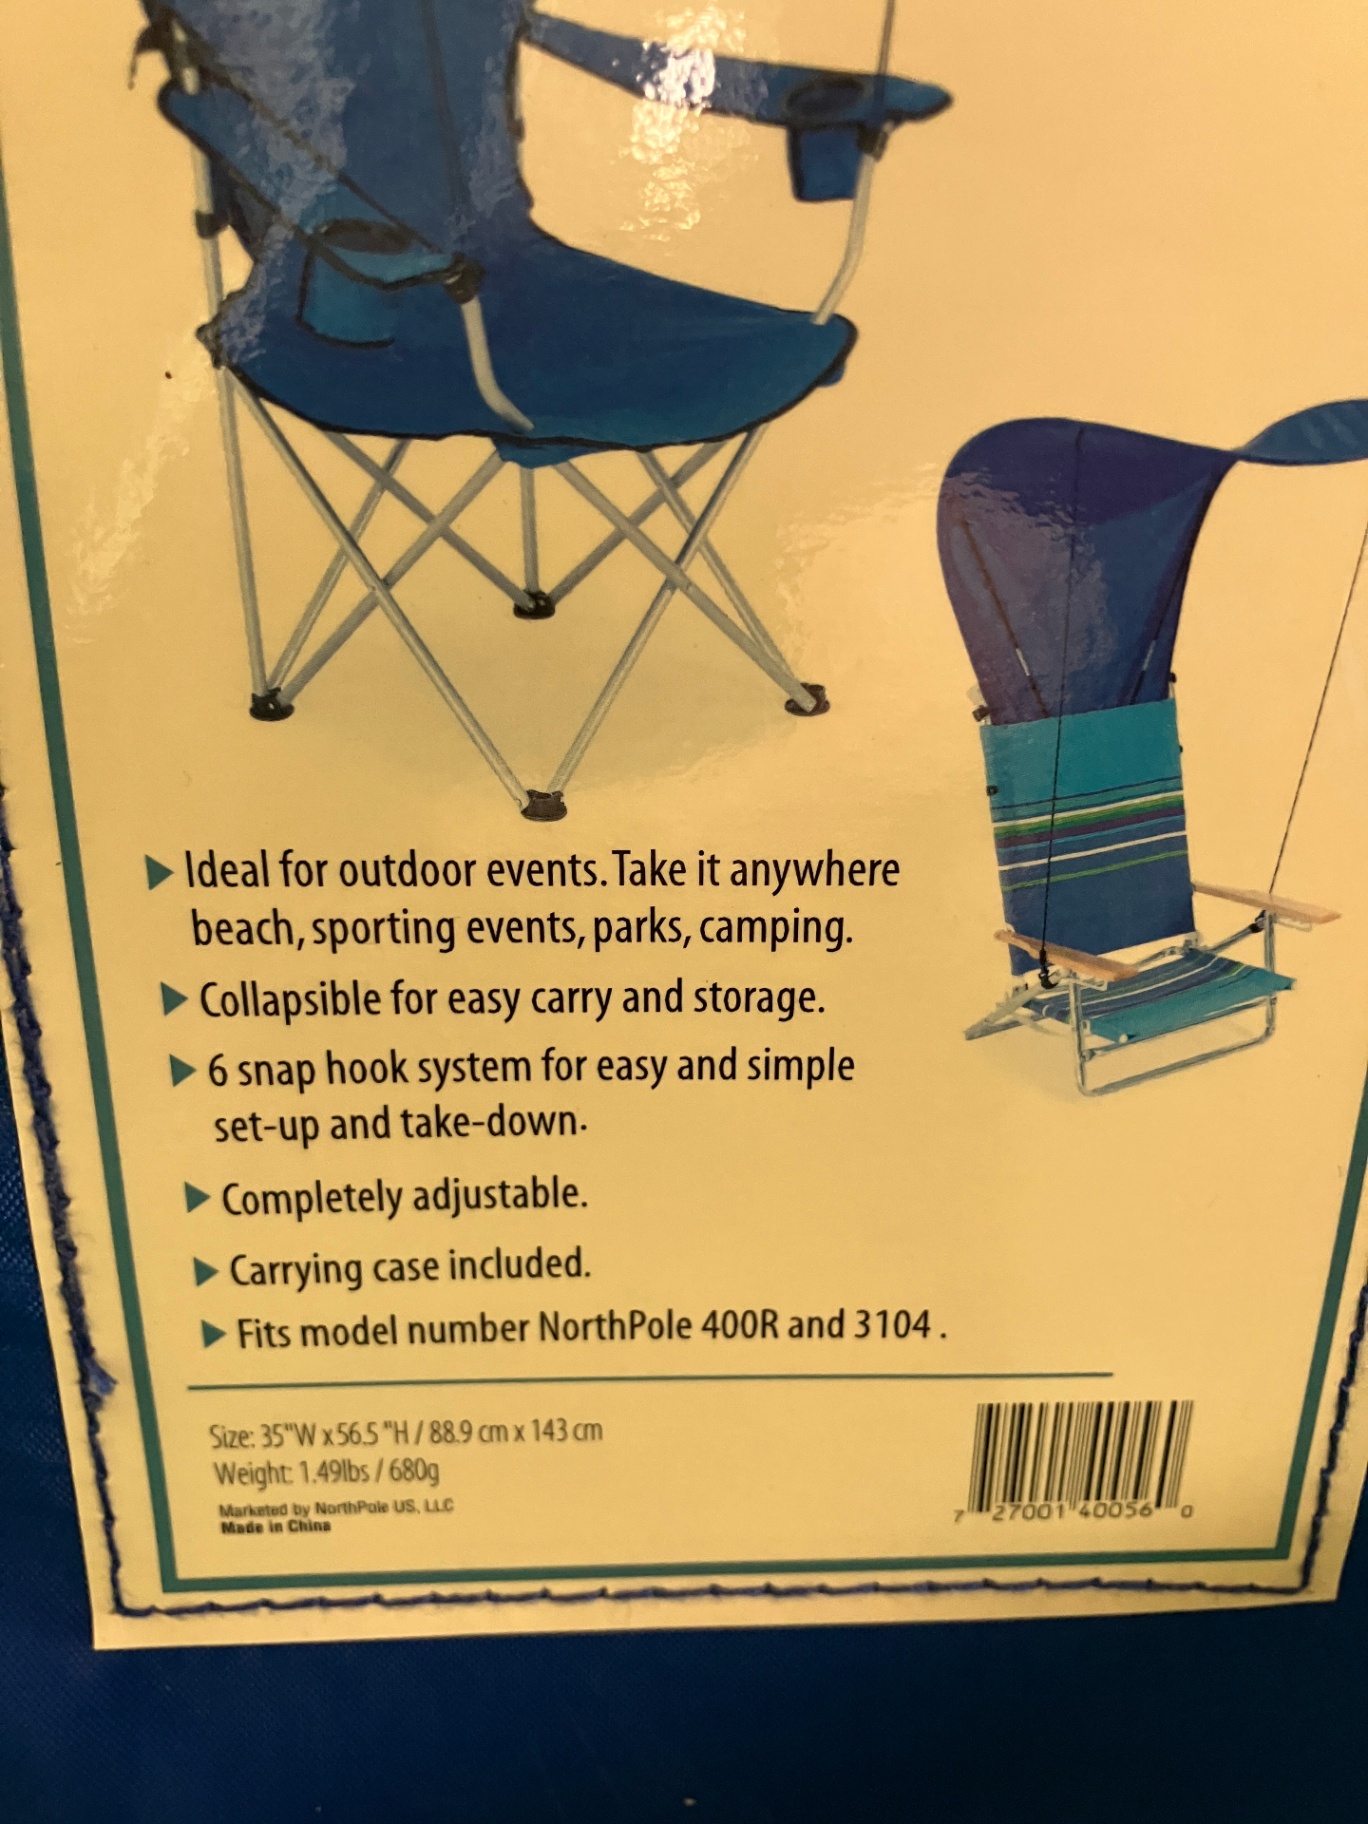 ▶ Ideal for outdoor events. Take it anywhere
beach, sporting events, parks, camping.
▶ Collapsible for easy carry and storage.
▶ 6 snap hook system for easy and simple
set-up and take-down.
▶ Completely adjustable.
▶ Carrying case included.
▶ Fits model number NorthPole 400R and 3104 .
Size: 35"W x 56.5 "H / 88.9 cm x 143 cm
Weight: 1.49lbs / 680g
Marketed by NorthPole US, LLC
Made in China
7 27001 40056 0